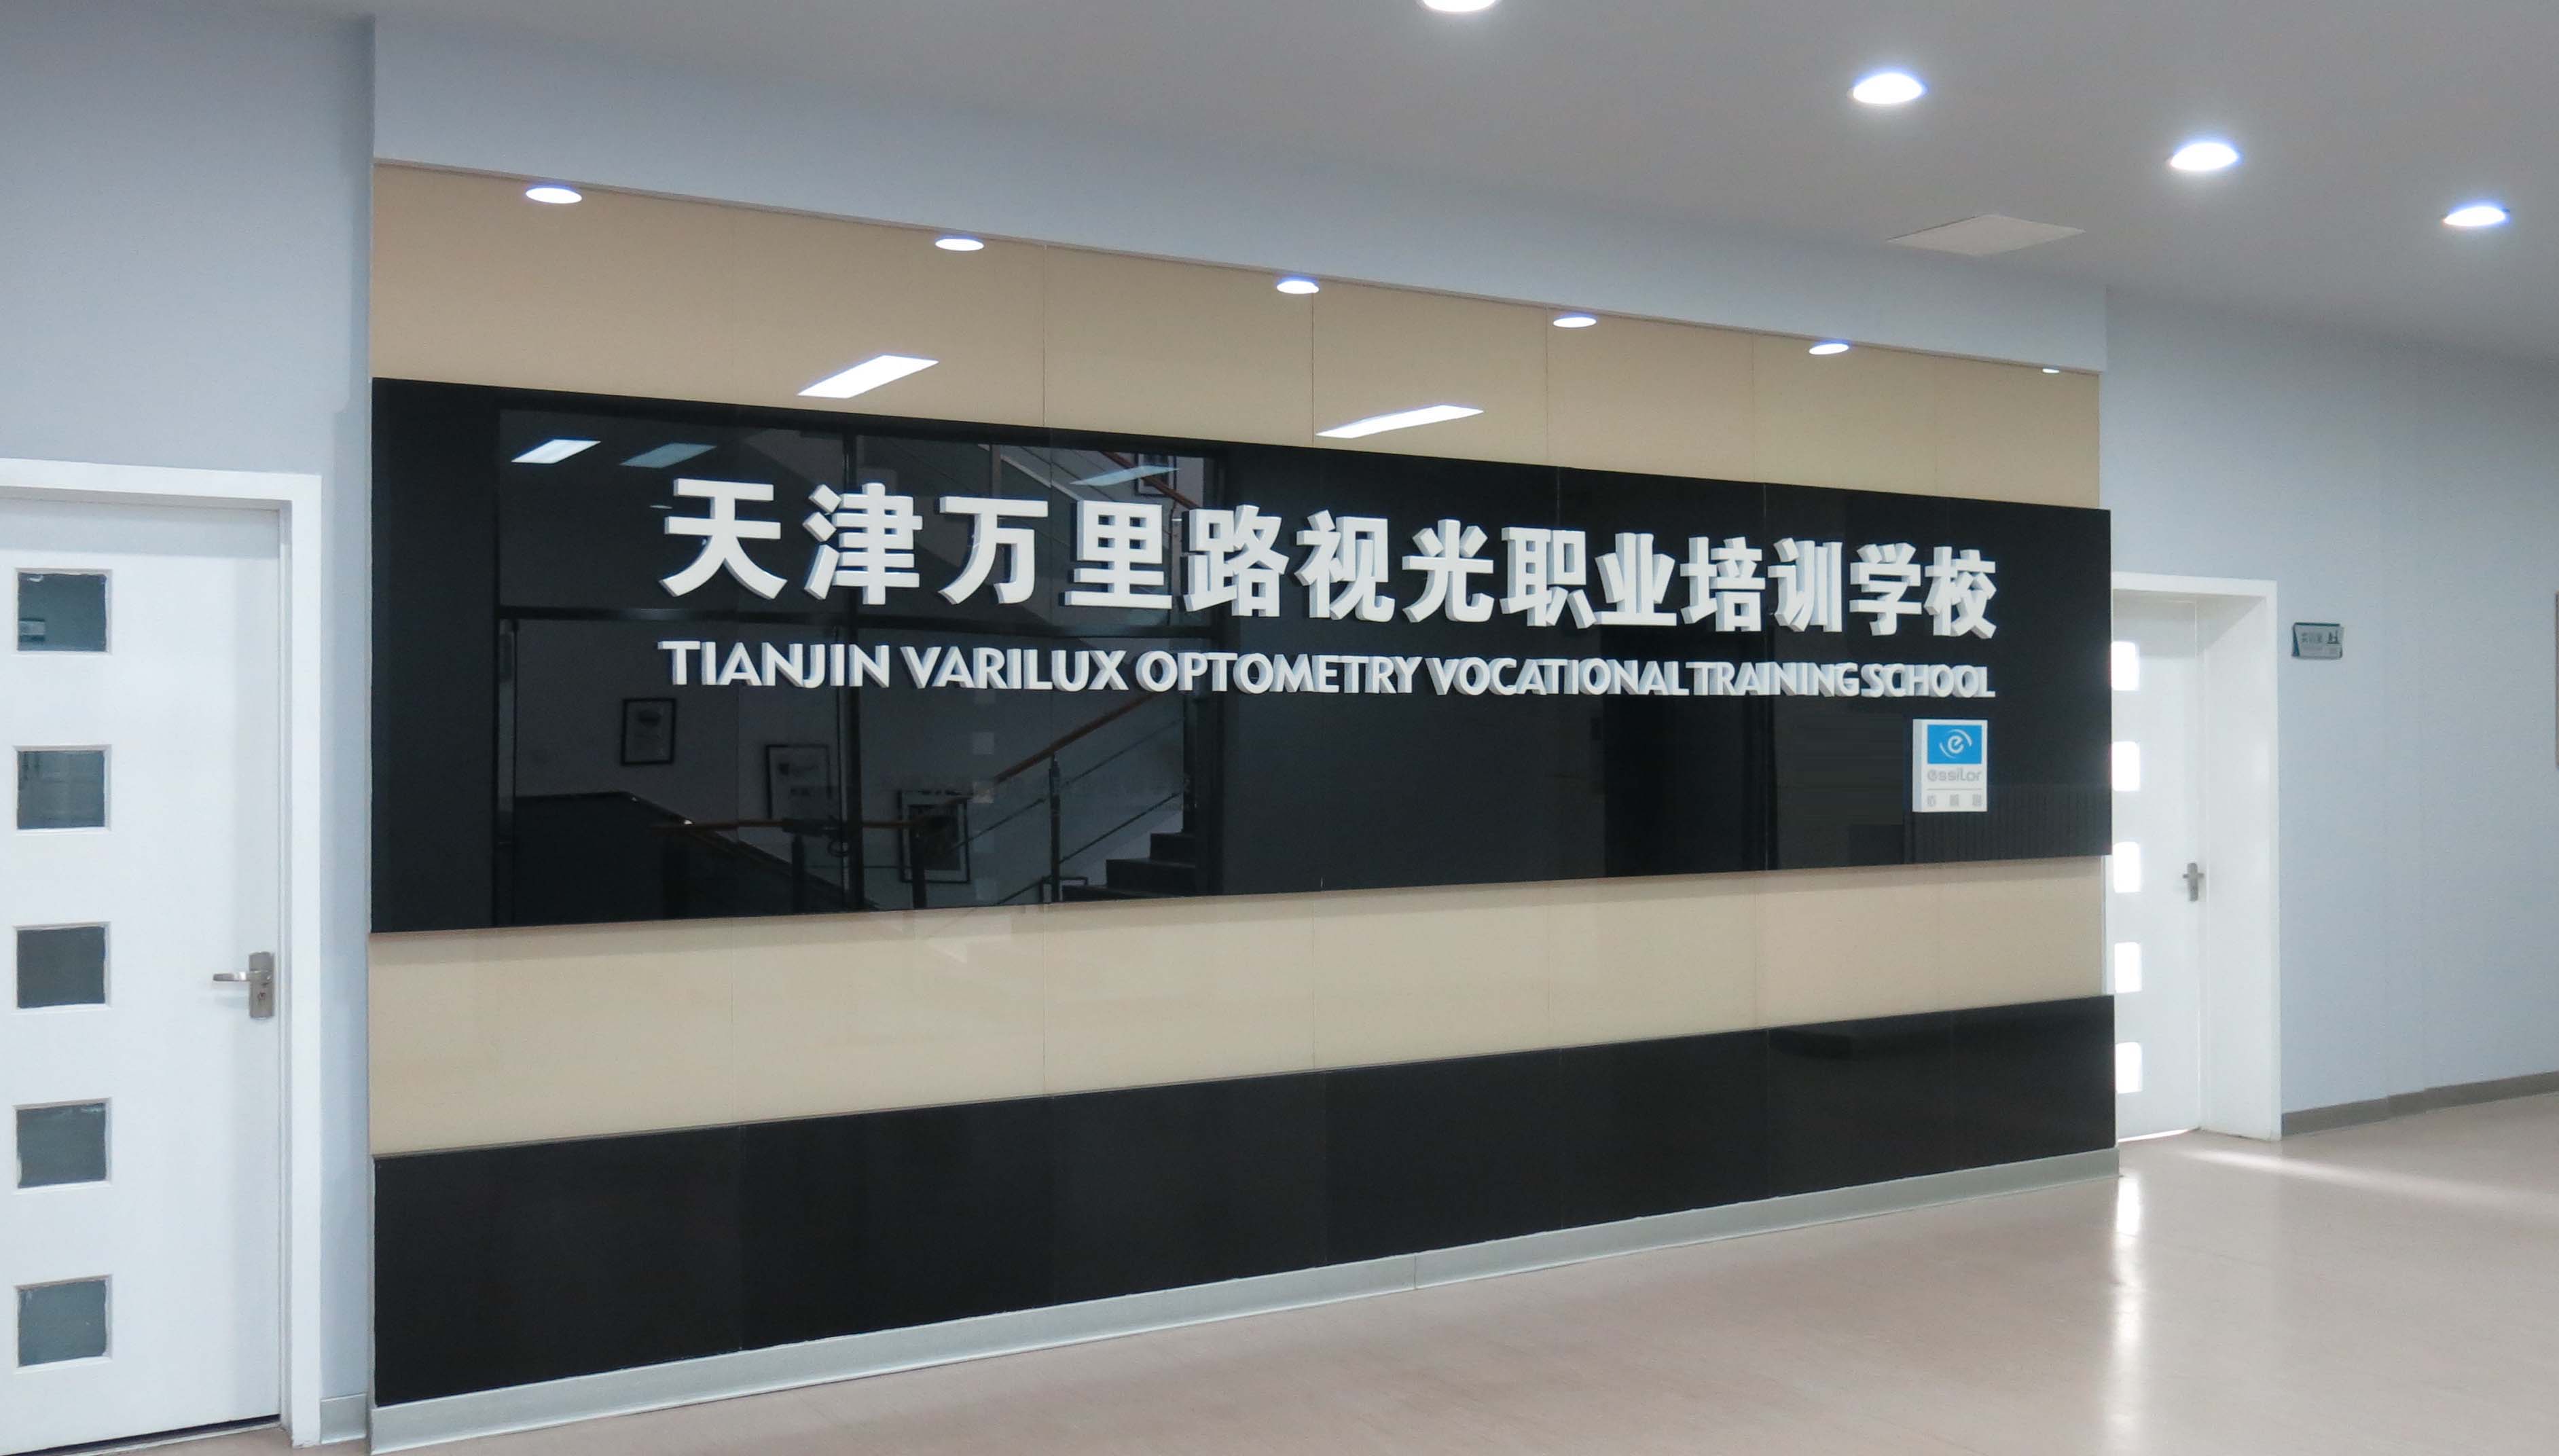 天津万里路视光职业培训学校
TIANJIN VARILUX OPTOMETRY VOCATIONAL TRAINING SCHOOL
essilor